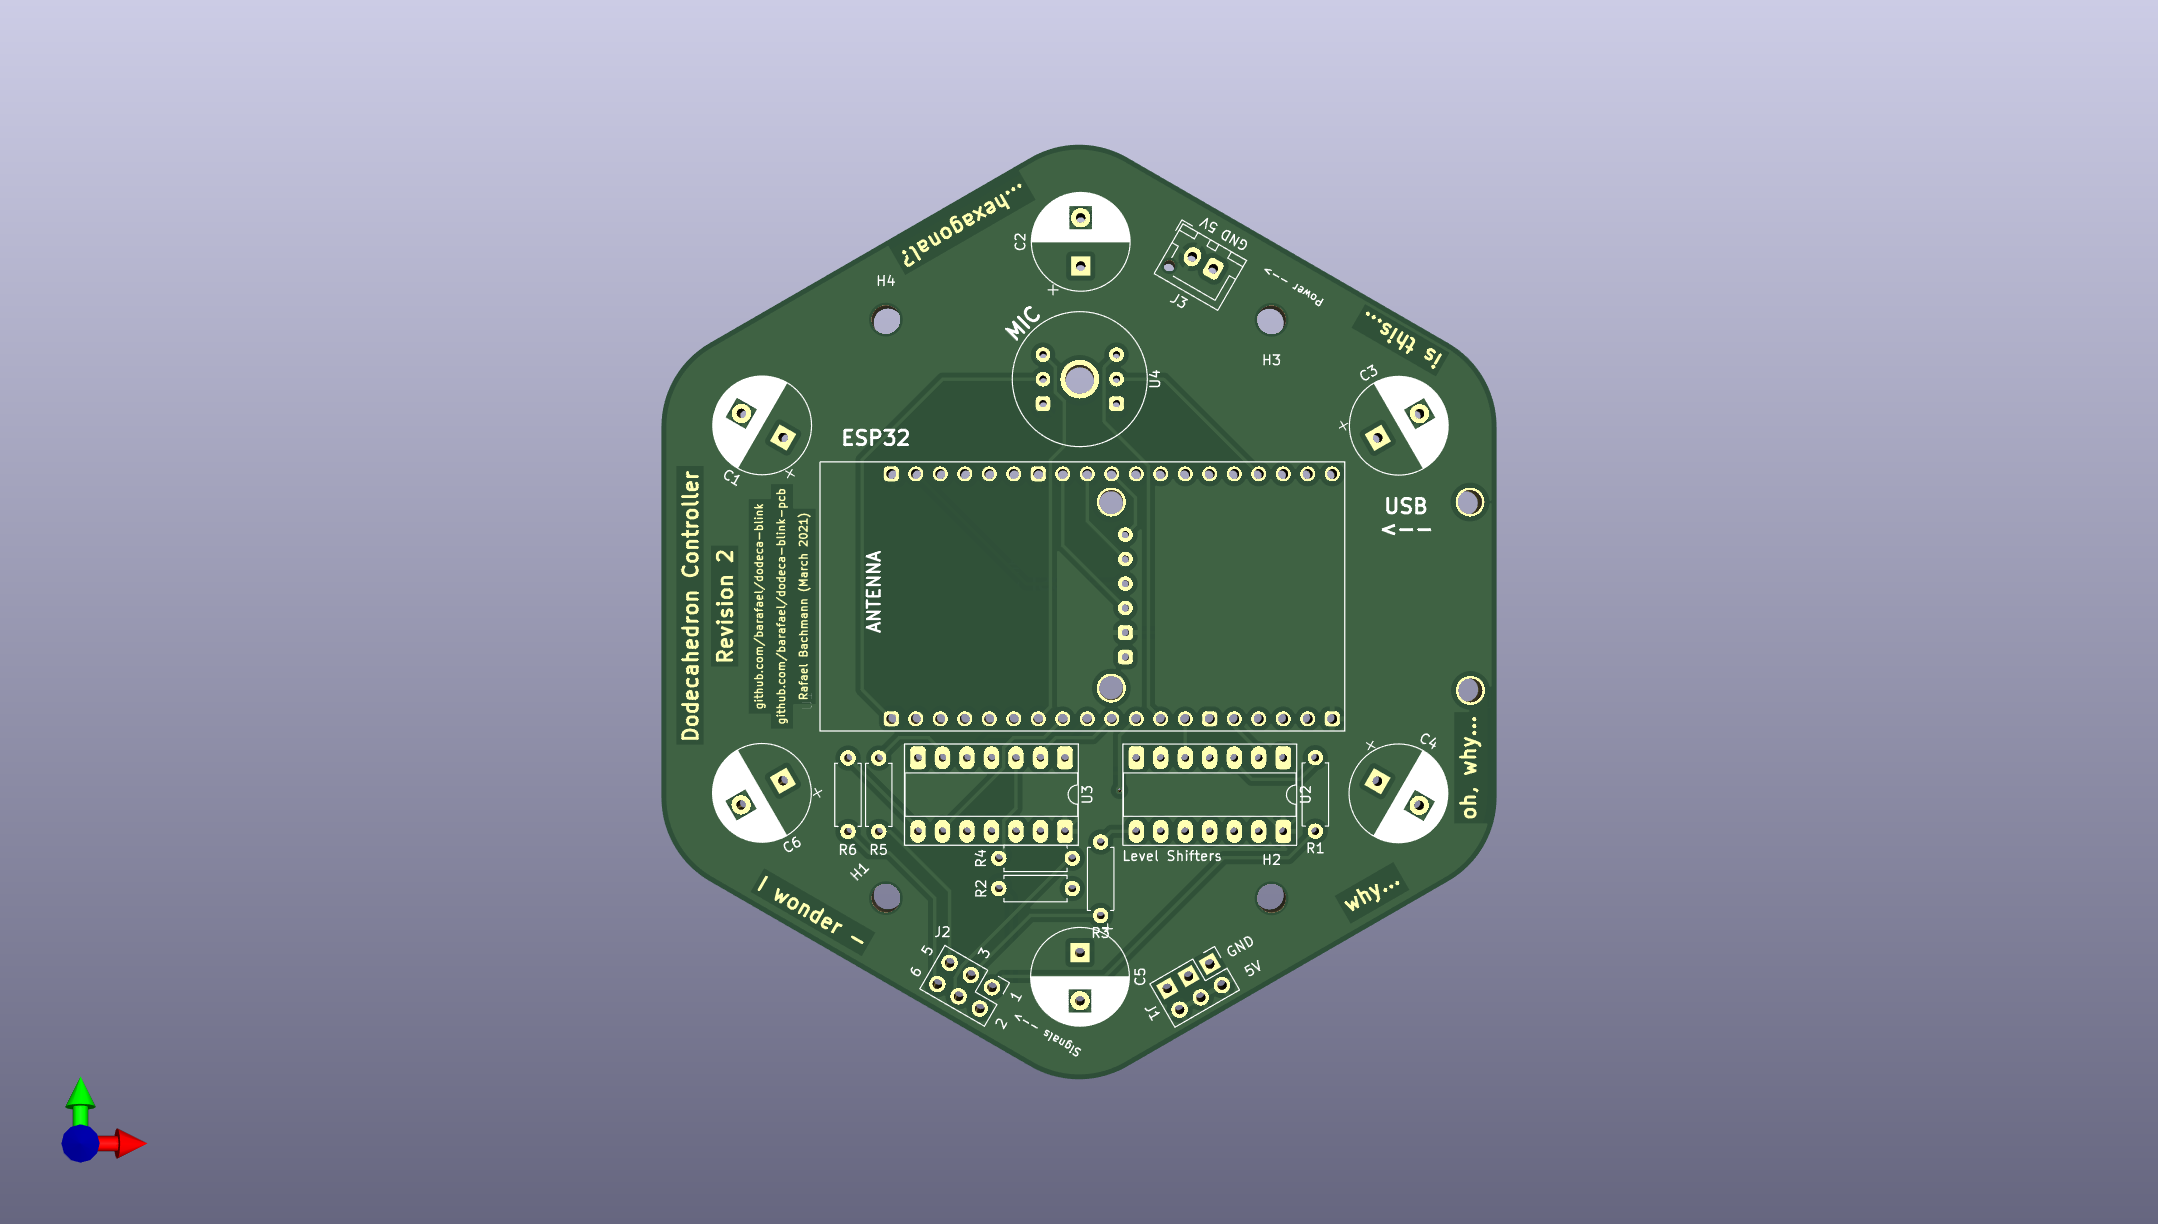 ...hexagonal?
C2
GND 5V
J3
Power --->
H4
H3
is this...
MIC
U4
C3
+
+
C1
+
ESP32
USB
<---
Dodecahedron Controller
Revision 2
github.com/barafael/dodeca-blink
github.com/barafael/dodeca-blink-pcb
Rafael Bachmann (March 2021)
ANTENNA
oh, why...
C4
+
C6
+
U3
U2
R6
R5
R4
R2
R3
+
Level Shifters
H2
R1
H1
I wonder -
why...
J2
5
3
6
1
2
Signals --->
C5
GND
5V
J1